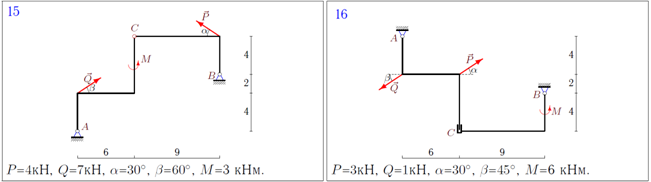 15
C
P⃗
α
4
M
2
Q⃗
β
B
4
A
6 9
P=4кН, Q=7кН, α=30°, β=60°, M=3 кНм.
16
A
4
P⃗
β
α
2
Q⃗
B
M
4
C
6 9
P=3кН, Q=1кН, α=30°, β=45°, M=6 кНм.